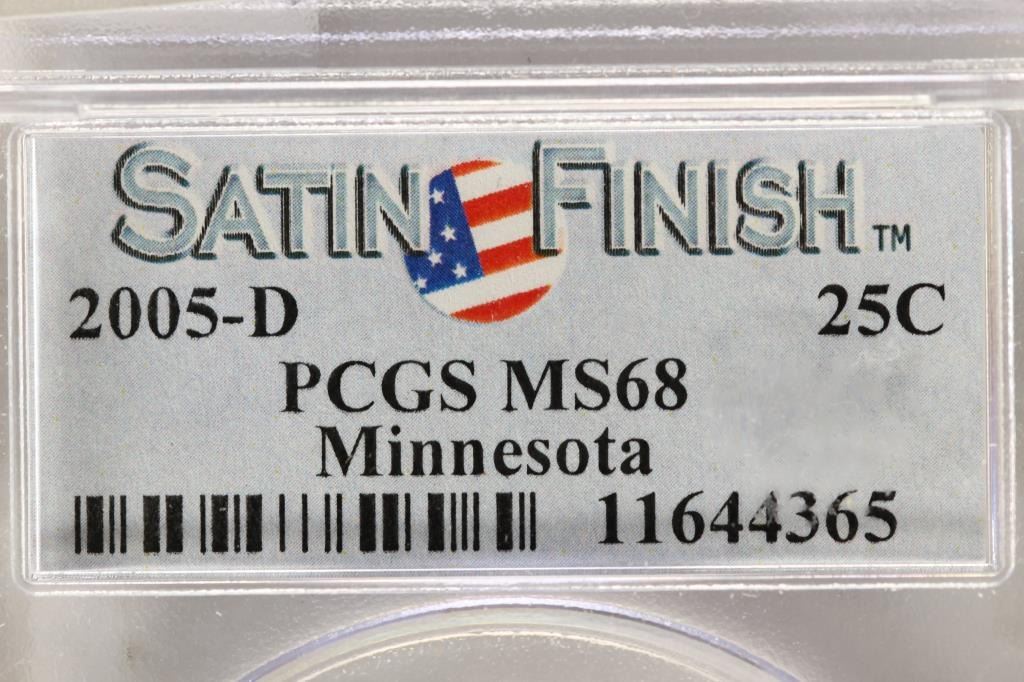 SATIN FINISH™
2005-D 25C
PCGS MS68
Minnesota
11644365